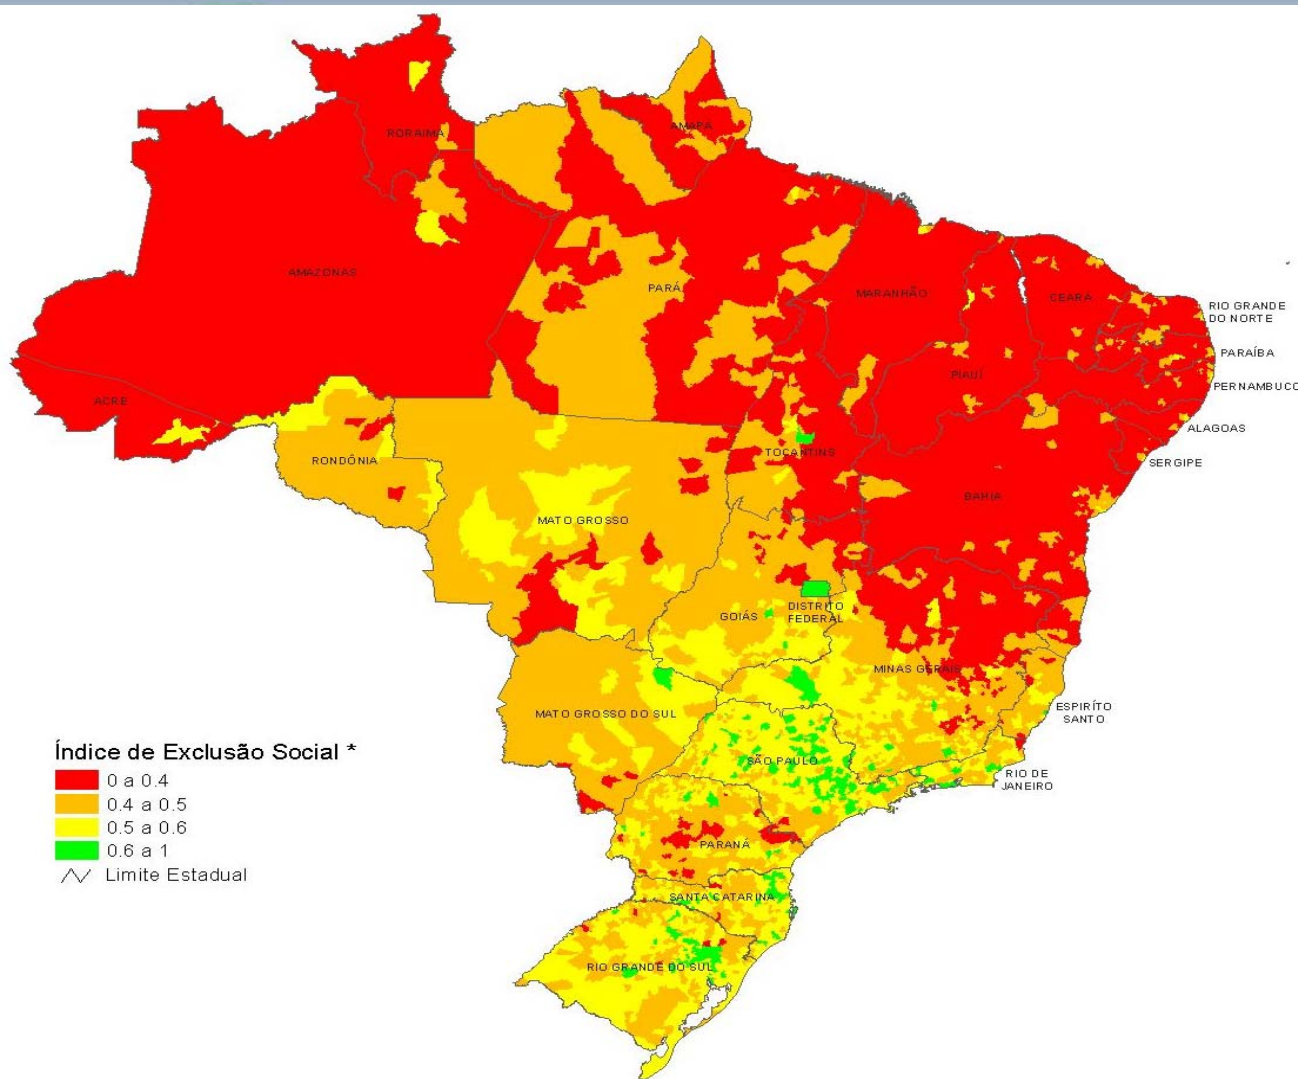 RORAIMA
AMAPÁ
AMAZONAS
PARÁ
MARANHÃO
CEARÁ
RIO GRANDE
DO NORTE
PARAÍBA
PIAUÍ
PERNAMBUCO
ACRE
ALAGOAS
TOCANTINS
RONDÔNIA
SERGIPE
BAHIA
MATO GROSSO
DISTRITO
FEDERAL
GOIÁS
MINAS GERAIS
ESPIRÍTO
SANTO
MATO GROSSO DO SUL
SÃO PAULO
RIO DE
JANEIRO
PARANÁ
SANTA CATARINA
RIO GRANDE DO SUL
Índice de Exclusão Social *
0 a 0.4
0.4 a 0.5
0.5 a 0.6
0.6 a 1
Limite Estadual